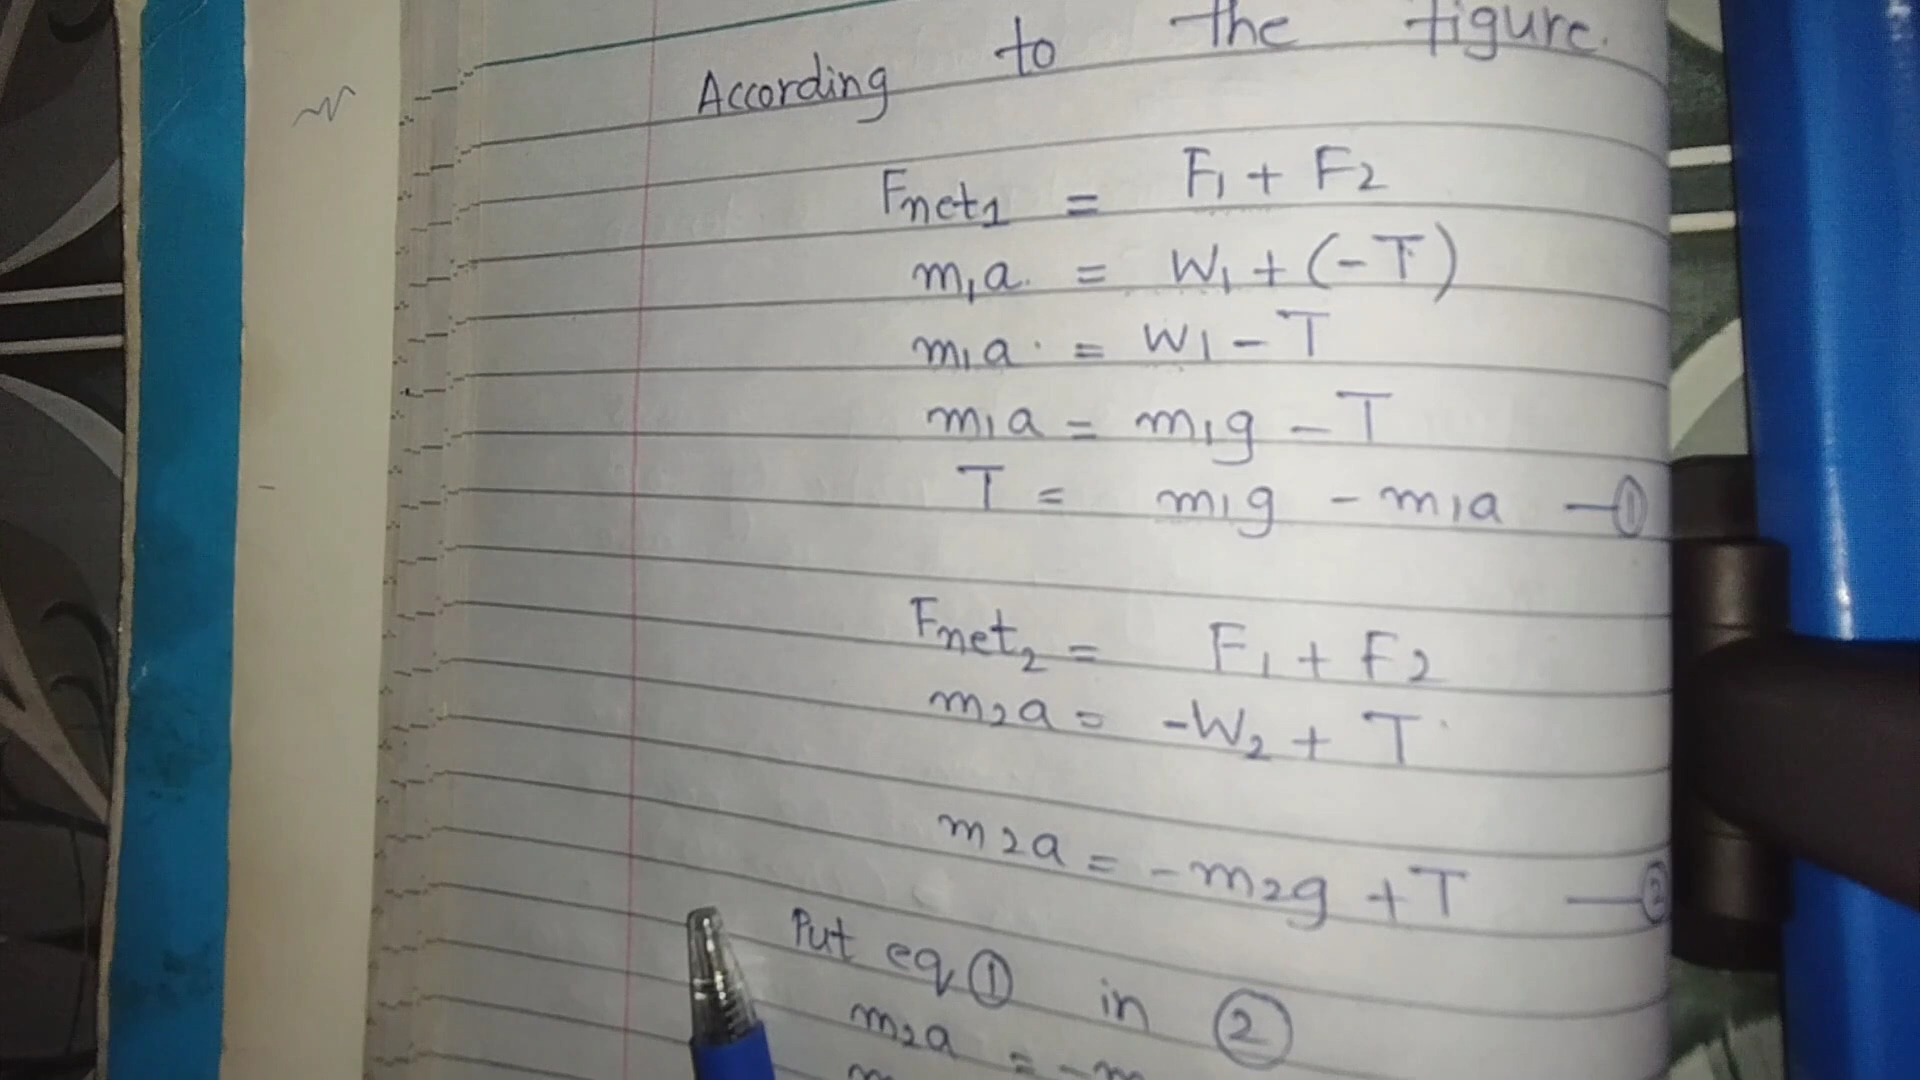 According to the figure.
Fnet1 = F1 + F2
m1a = W1 + (-T)
m1a = W1 - T
m1a = m1g - T
T = m1g - m1a —①
Fnet2 = F1 + F2
m2a = -W2 + T
m2a = -m2g + T —②
Put eq ① in ②
m2a = -m